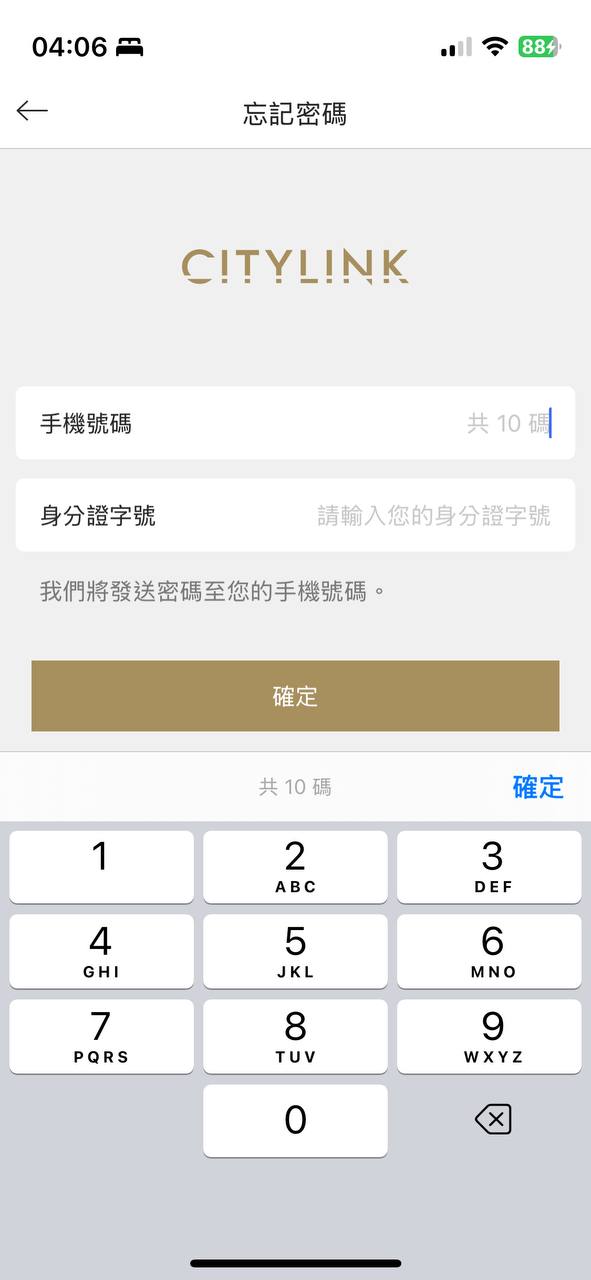 04:06
88
忘記密碼
CITYLINK
手機號碼 共 10 碼
身分證字號 請輸入您的身分證字號
我們將發送密碼至您的手機號碼。
確定
共 10 碼 確定
1 2 3
ABC DEF
4 5 6
GHI JKL MNO
7 8 9
PQRS TUV WXYZ
0